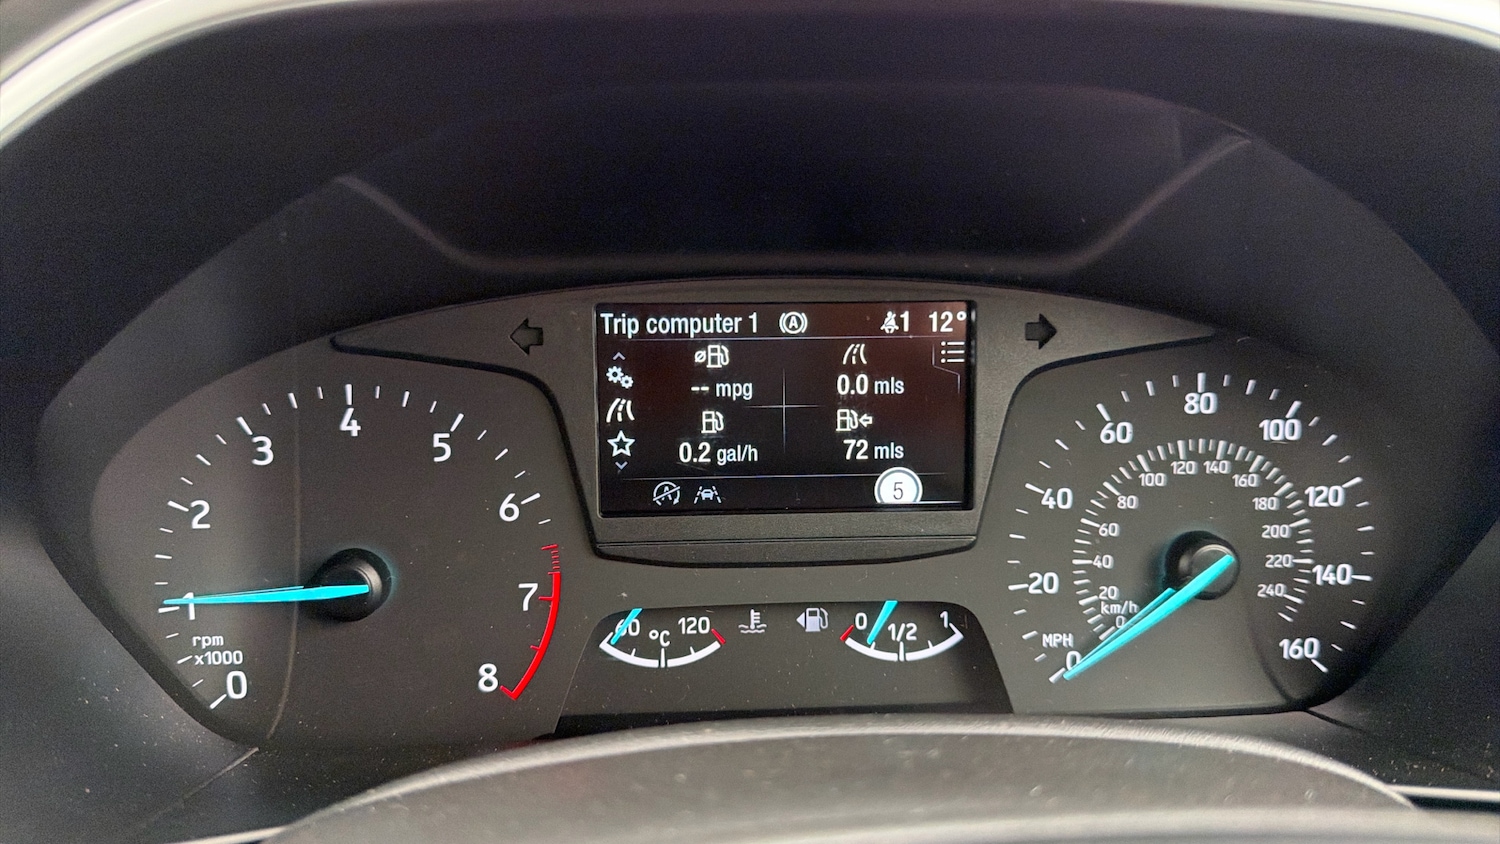 Trip computer 1 (A) 1 12°
-- mpg 0.0 mls
0.2 gal/h 72 mls
A 5
0 1 2 3 4 5 6 7 8
rpm
x1000
60 °C 120
0 1/2 1
0 20 40 60 80 100 120 140 160
MPH
0 20 40 60 80 100 120 140 160 180 200 220 240
km/h